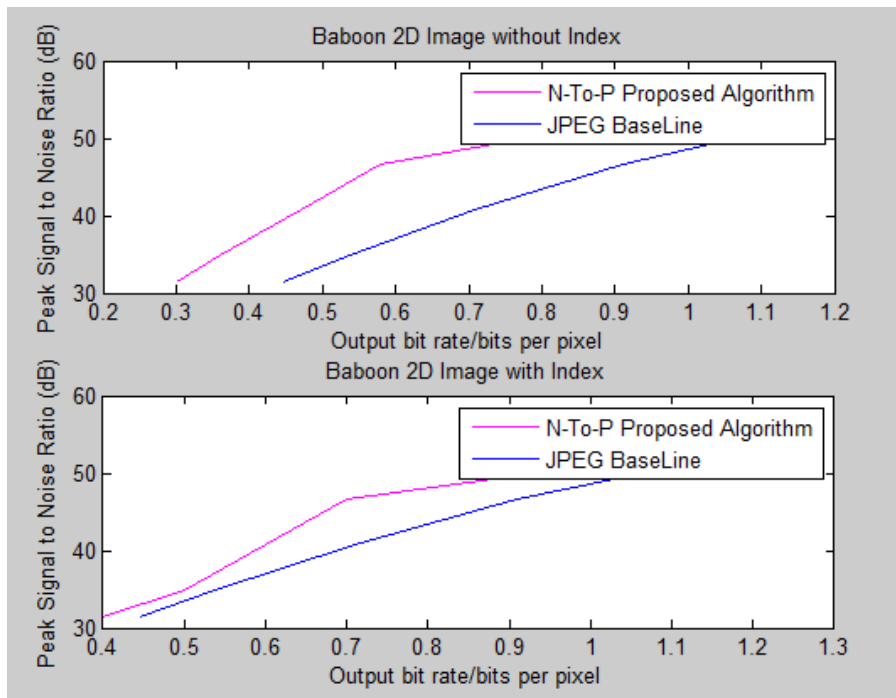 Baboon 2D Image without Index
Peak Signal to Noise Ratio (dB)
60
50
40
30
N-To-P Proposed Algorithm
JPEG BaseLine
0.2 0.3 0.4 0.5 0.6 0.7 0.8 0.9 1 1.1 1.2
Output bit rate/bits per pixel
Baboon 2D Image with Index
Peak Signal to Noise Ratio (dB)
60
50
40
30
N-To-P Proposed Algorithm
JPEG BaseLine
0.4 0.5 0.6 0.7 0.8 0.9 1 1.1 1.2 1.3
Output bit rate/bits per pixel